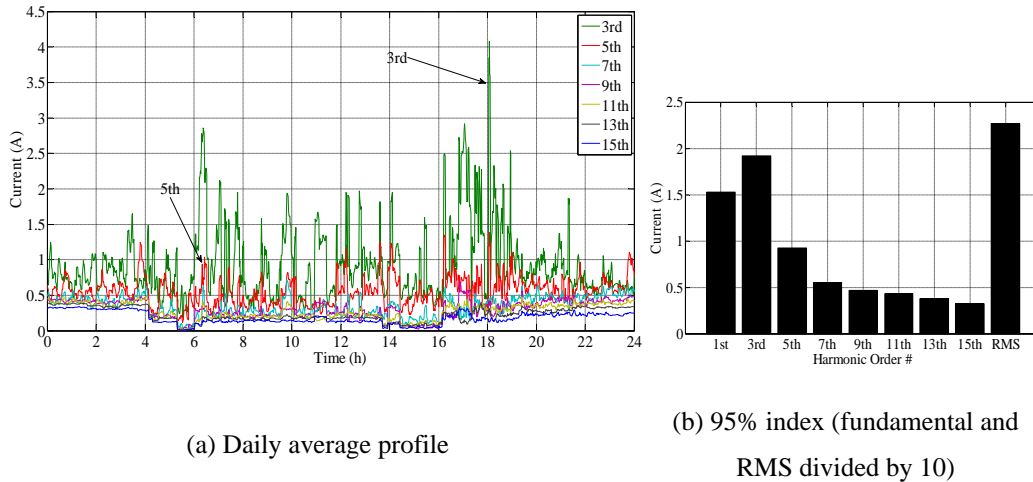 4.5
4
3.5
3
2.5
2
1.5
1
0.5
0
Current (A)
0 2 4 6 8 10 12 14 16 18 20 22 24
Time (h)
3rd
5th
3rd
5th
7th
9th
11th
13th
15th
(a) Daily average profile
2.5
2
1.5
1
0.5
0
Current (A)
1st 3rd 5th 7th 9th 11th 13th 15th RMS
Harmonic Order #
(b) 95% index (fundamental and
RMS divided by 10)